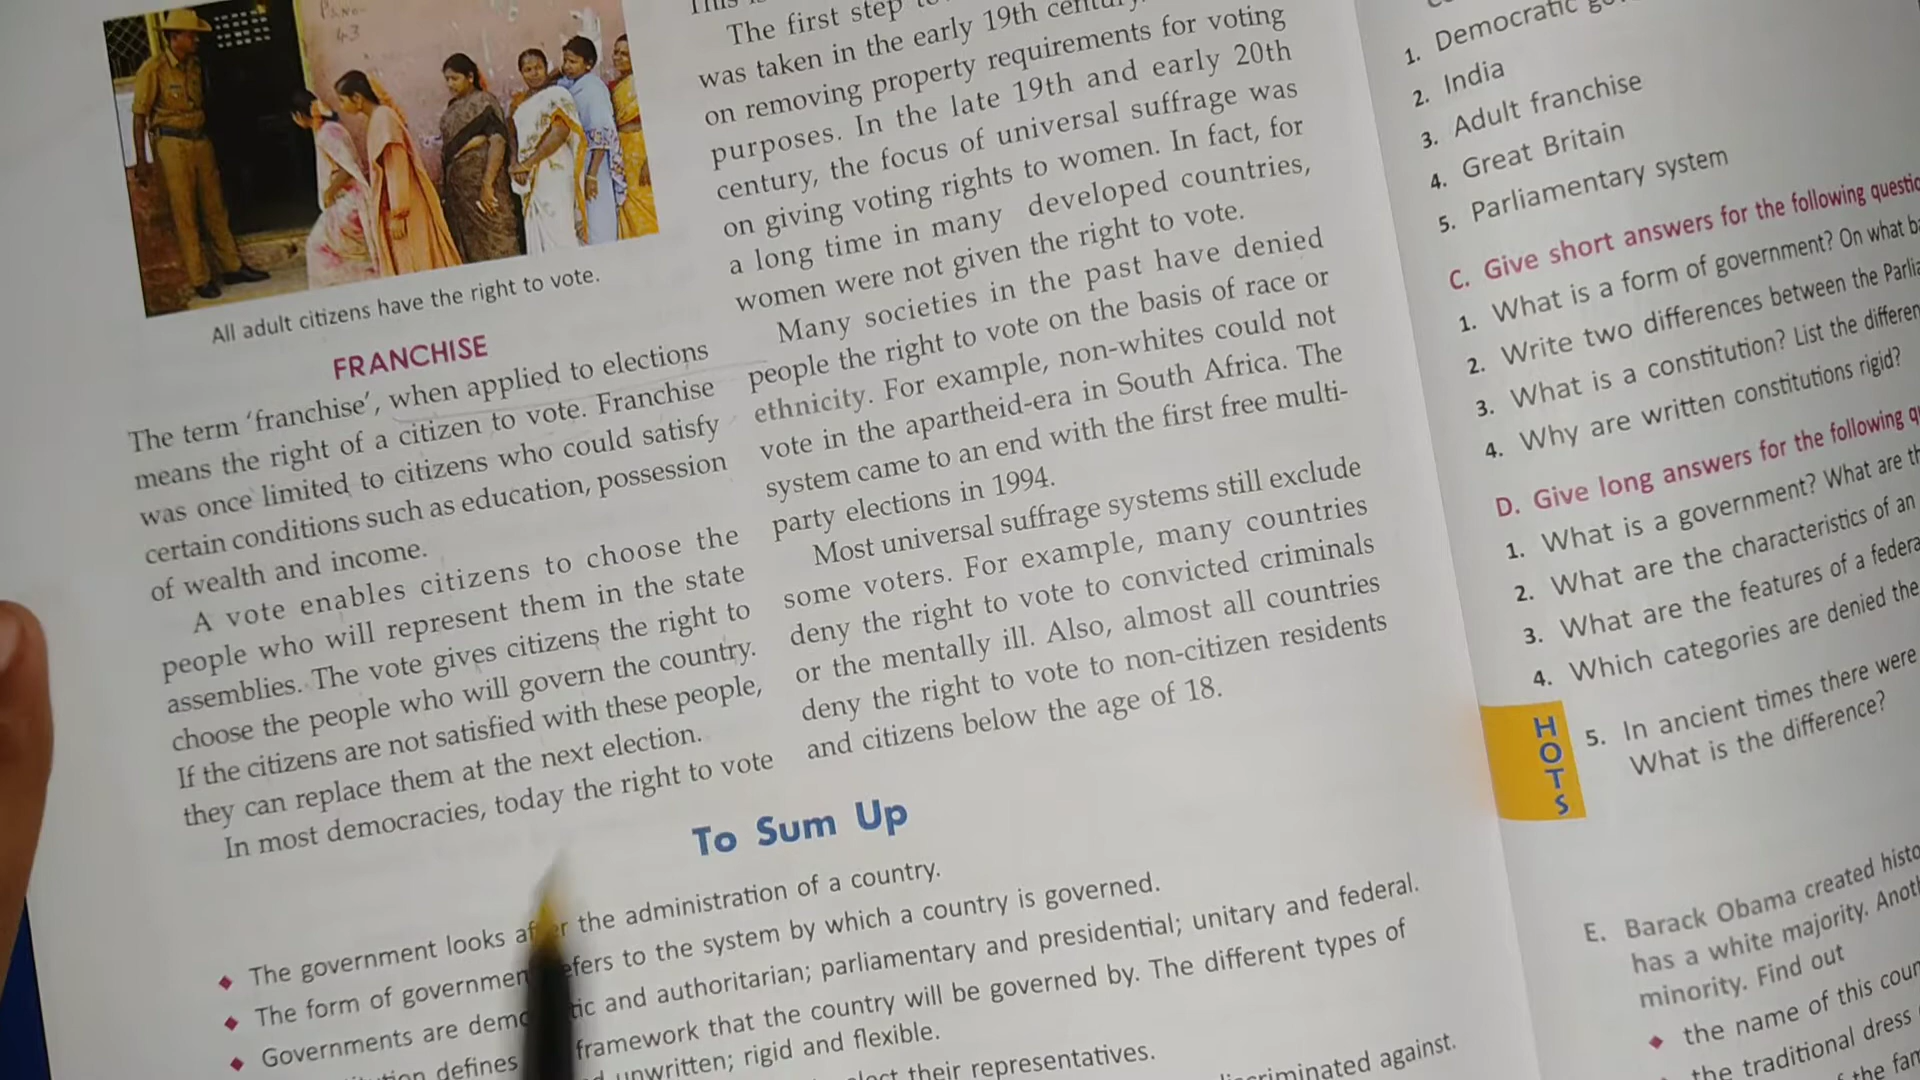 P.S.No-
43
All adult citizens have the right to vote.
FRANCHISE
The term 'franchise', when applied to elections
means the right of a citizen to vote. Franchise
was once limited to citizens who could satisfy
certain conditions such as education, possession
of wealth and income.
A vote enables citizens to choose the
people who will represent them in the state
assemblies. The vote gives citizens the right to
choose the people who will govern the country.
If the citizens are not satisfied with these people,
they can replace them at the next election.
In most democracies, today the right to vote
The first step
was taken in the early 19th
on removing property requirements for voting
purposes. In the late 19th and early 20th
century, the focus of universal suffrage was
on giving voting rights to women. In fact, for
a long time in many developed countries,
women were not given the right to vote.
Many societies in the past have denied
people the right to vote on the basis of race or
ethnicity. For example, non-whites could not
vote in the apartheid-era in South Africa. The
system came to an end with the first free multi-
party elections in 1994.
Most universal suffrage systems still exclude
some voters. For example, many countries
deny the right to vote to convicted criminals
or the mentally ill. Also, almost all countries
deny the right to vote to non-citizen residents
and citizens below the age of 18.
To Sum Up
The government looks the administration of a country.
The form of to the system by which a country is governed.
Governments are and authoritarian; parliamentary and presidential; unitary and federal.
defines framework that the country will be governed by. The different types of
unwritten; rigid and flexible.
their representatives.
against.
1. Democratic
2. India
3. Adult franchise
4. Great Britain
5. Parliamentary system
C. Give short answers for the following
1. What is a form of government? On what
2. Write two differences between the
3. What is a constitution? List the
4. Why are written constitutions rigid?
D. Give long answers for the following
1. What is a government? What are
2. What are the characteristics of an
3. What are the features of a
4. Which categories are denied the
HOTS
5. In ancient times there were
What is the difference?
E. Barack Obama created
has a white majority.
minority. Find out
the name of this
the traditional dress